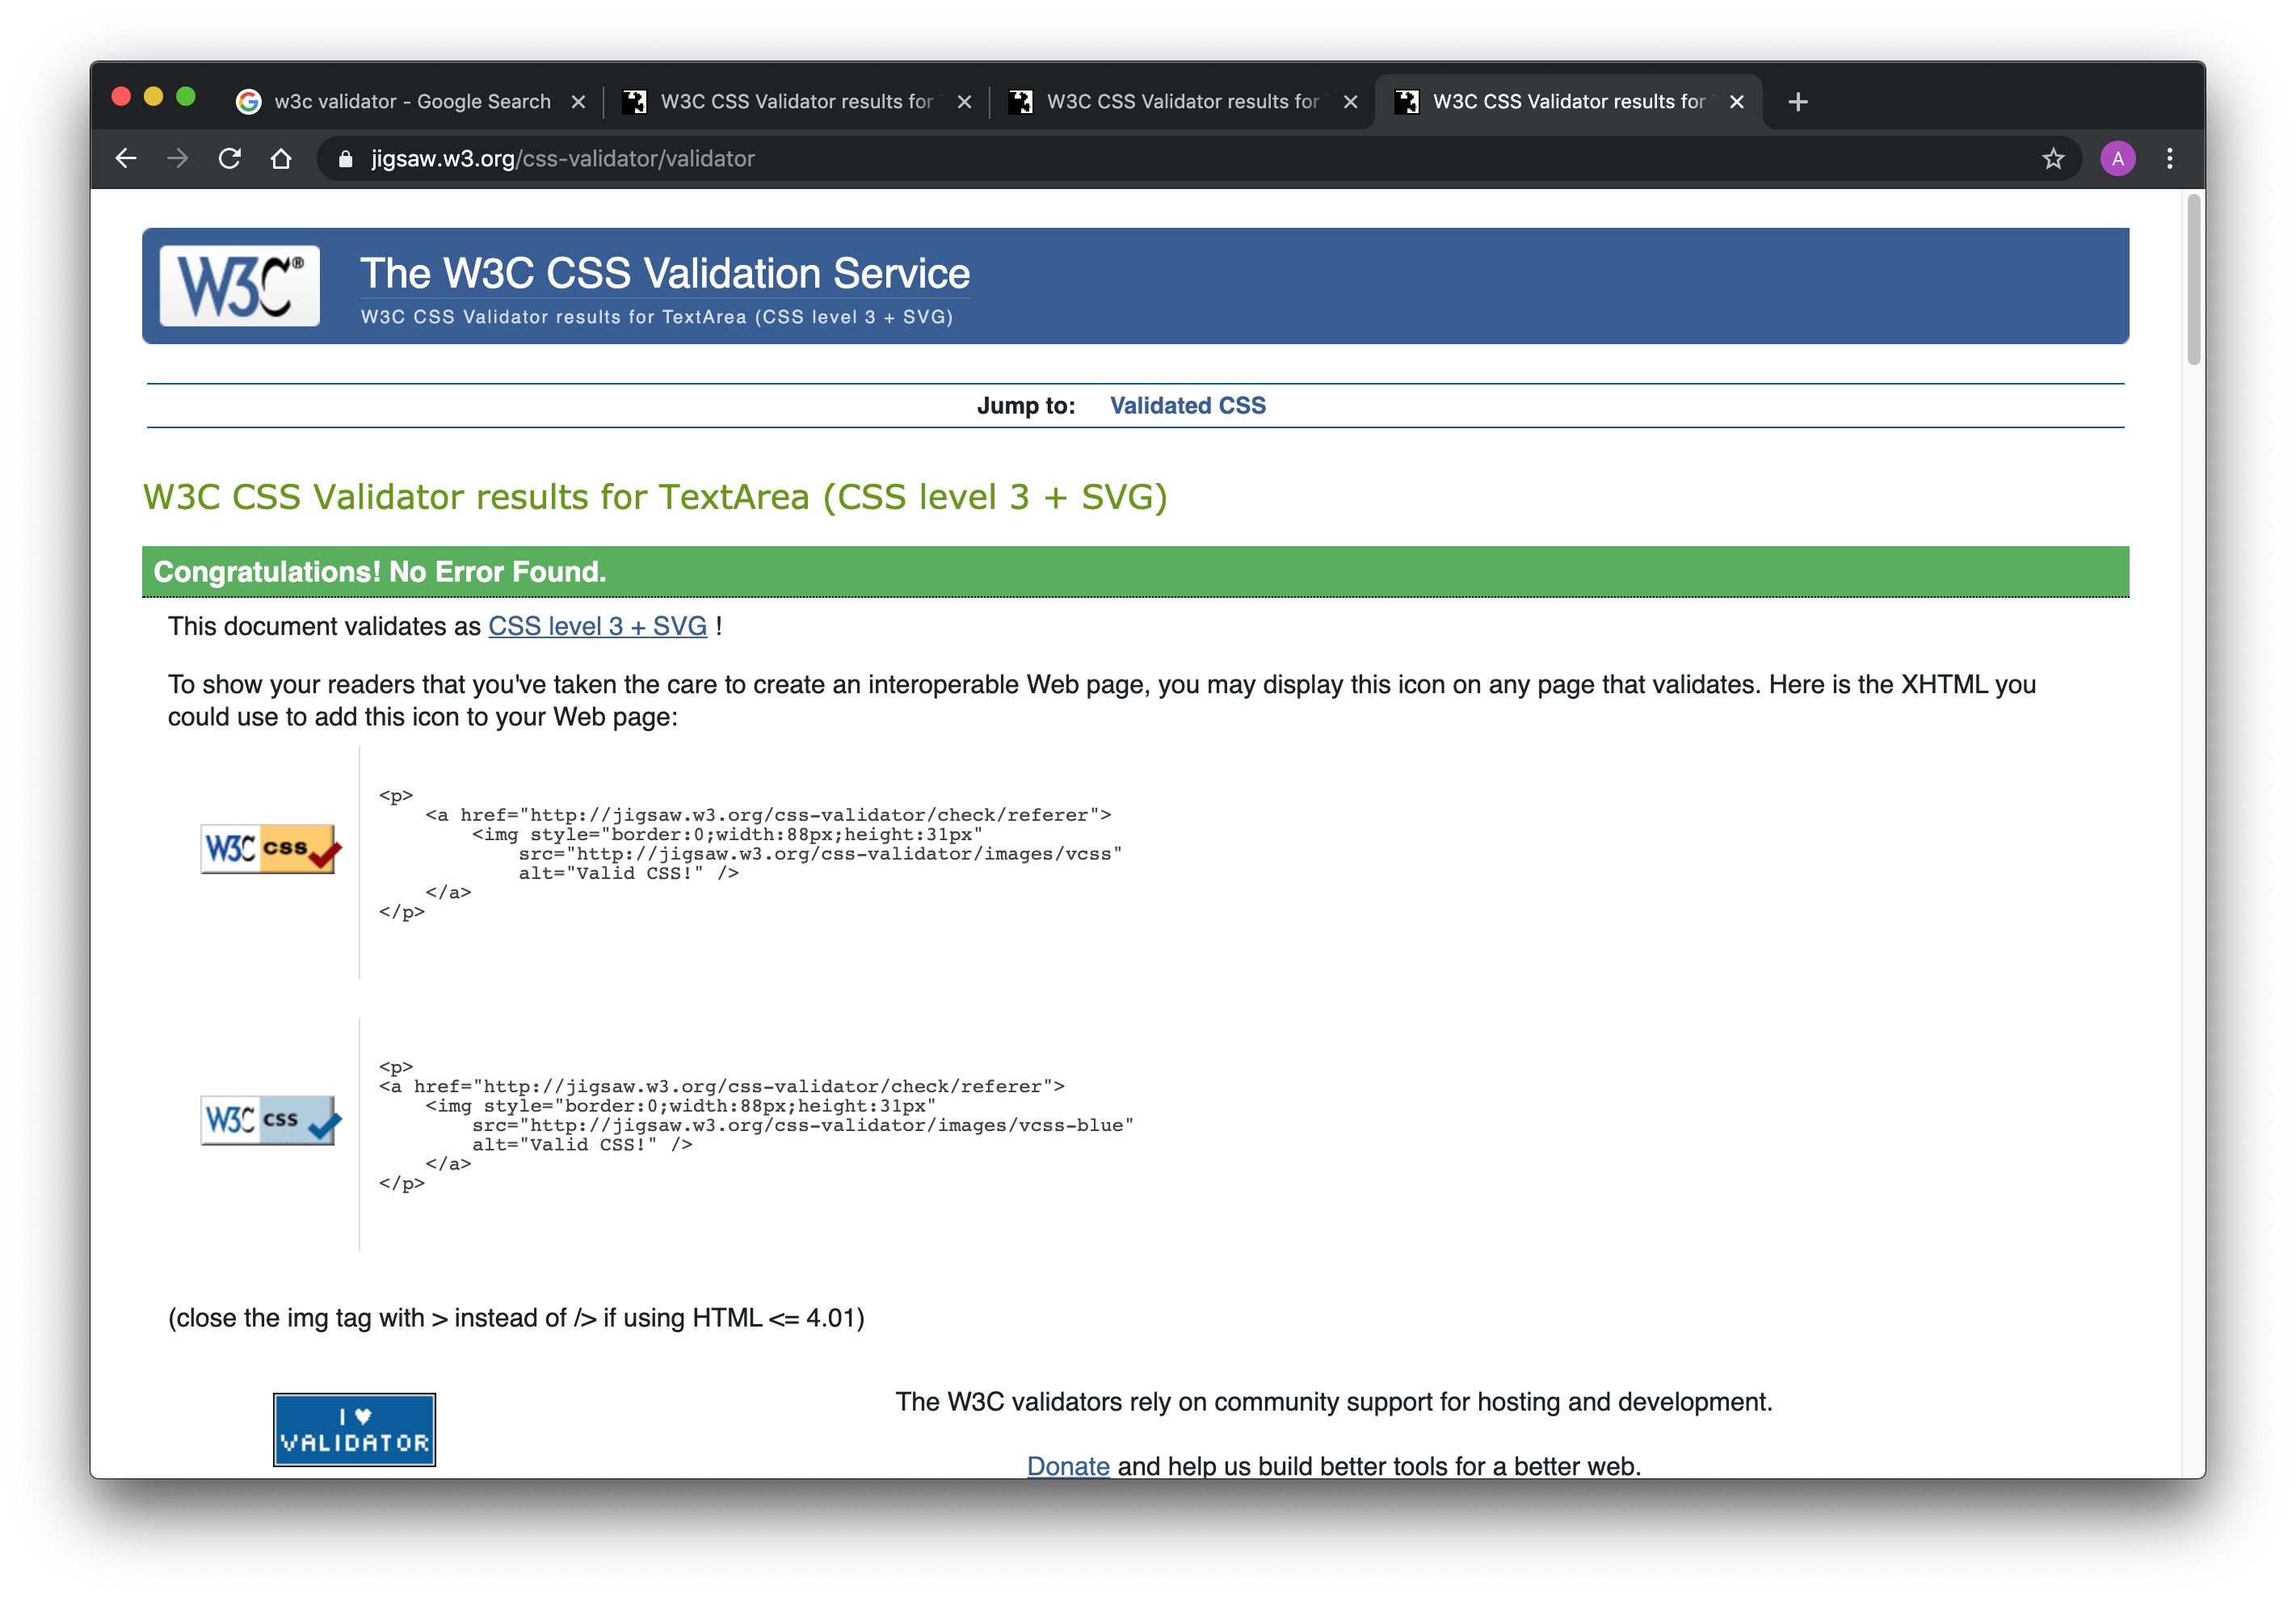 w3c validator - Google Search
W3C CSS Validator results for
W3C CSS Validator results for
W3C CSS Validator results for
jigsaw.w3.org/css-validator/validator
A
W3C®
The W3C CSS Validation Service
W3C CSS Validator results for TextArea (CSS level 3 + SVG)
Jump to: Validated CSS
W3C CSS Validator results for TextArea (CSS level 3 + SVG)
Congratulations! No Error Found.
This document validates as CSS level 3 + SVG !
To show your readers that you've taken the care to create an interoperable Web page, you may display this icon on any page that validates. Here is the XHTML you
could use to add this icon to your Web page:
W3C css
<p>
<a href="http://jigsaw.w3.org/css-validator/check/referer">
<img style="border:0;width:88px;height:31px"
src="http://jigsaw.w3.org/css-validator/images/vcss"
alt="Valid CSS!" />
</a>
</p>
W3C css
<p>
<a href="http://jigsaw.w3.org/css-validator/check/referer">
<img style="border:0;width:88px;height:31px"
src="http://jigsaw.w3.org/css-validator/images/vcss-blue"
alt="Valid CSS!" />
</a>
</p>
(close the img tag with > instead of /> if using HTML <= 4.01)
I ♥
VALIDATOR
The W3C validators rely on community support for hosting and development.
Donate and help us build better tools for a better web.